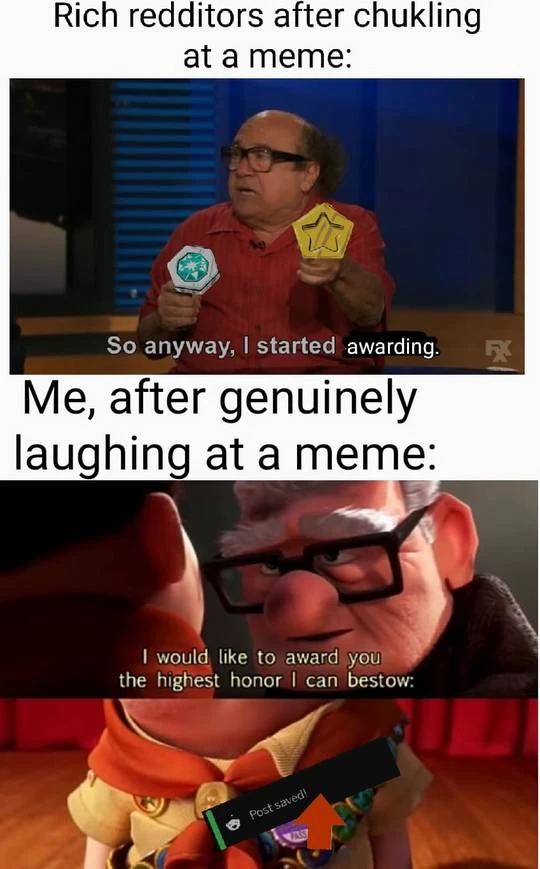 Rich redditors after chukling
at a meme:
So anyway, I started awarding.
FX
Me, after genuinely
laughing at a meme:
I would like to award you
the highest honor I can bestow:
Post saved!